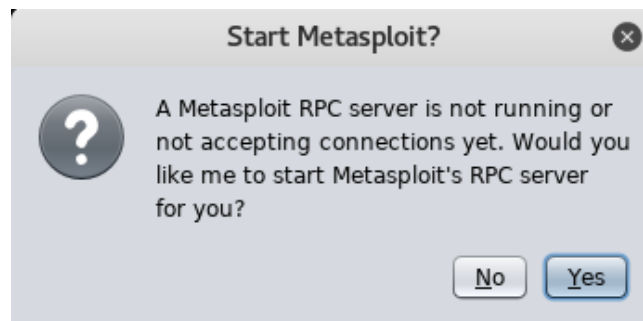 Start Metasploit?
A Metasploit RPC server is not running or
not accepting connections yet. Would you
like me to start Metasploit's RPC server
for you?
No
Yes